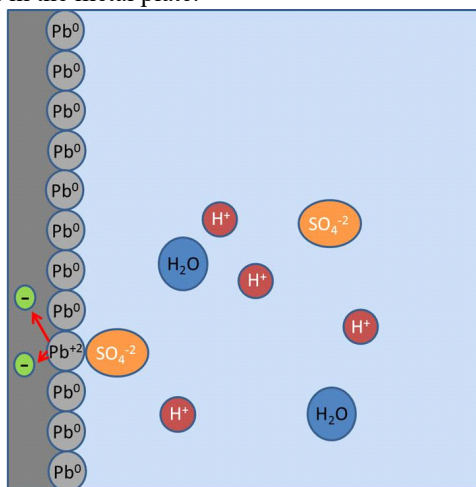 in the metal plate.
Pb⁰
Pb⁰
Pb⁰
Pb⁰
Pb⁰
Pb⁰
H⁺
SO₄⁻²
Pb⁰
H₂O
H⁺
−
Pb⁰
H⁺
Pb⁺²
SO₄⁻²
−
Pb⁰
H⁺
H₂O
Pb⁰
Pb⁰